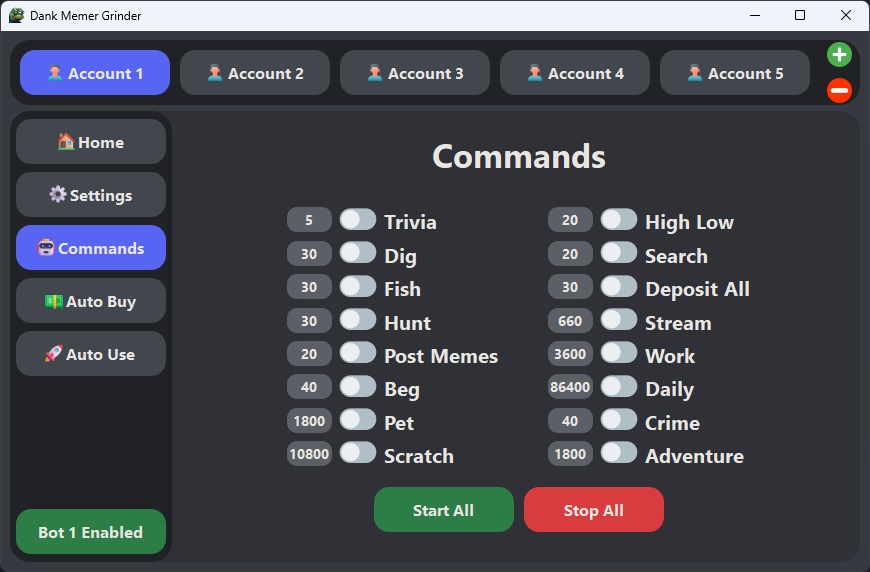 Dank Memer Grinder
Account 1 Account 2 Account 3 Account 4 Account 5
Home
Settings
Commands
Auto Buy
Auto Use
Bot 1 Enabled
Commands
5 Trivia 20 High Low
30 Dig 20 Search
30 Fish 30 Deposit All
30 Hunt 660 Stream
20 Post Memes 3600 Work
40 Beg 86400 Daily
1800 Pet 40 Crime
10800 Scratch 1800 Adventure
Start All Stop All